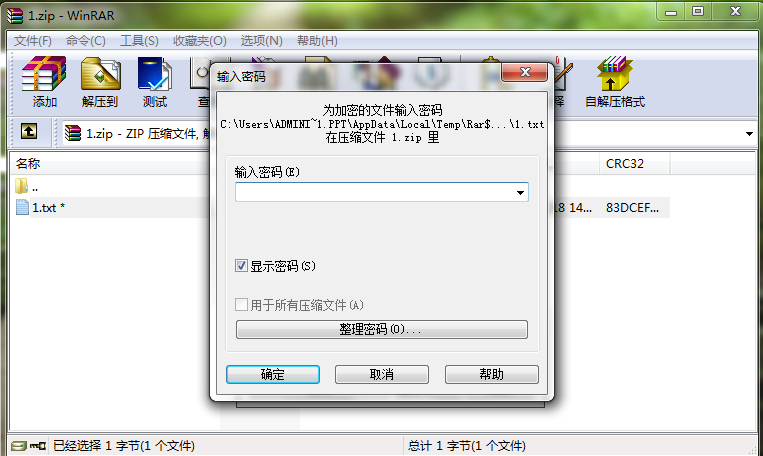 1.zip - WinRAR
文件(F) 命令(C) 工具(S) 收藏夹(O) 选项(N) 帮助(H)
添加 解压到 测试 查 自解压格式
1.zip - ZIP 压缩文件, 解
名称 CRC32
..
1.txt * 18 14... 83DCEF...
输入密码
为加密的文件输入密码
C:\Users\ADMINI~1.PPT\AppData\Local\Temp\Rar$...\1.txt
在压缩文件 1.zip 里
输入密码(E)
显示密码(S)
用于所有压缩文件(A)
整理密码(O)...
确定 取消 帮助
已经选择 1 字节(1 个文件) 总计 1 字节(1 个文件)